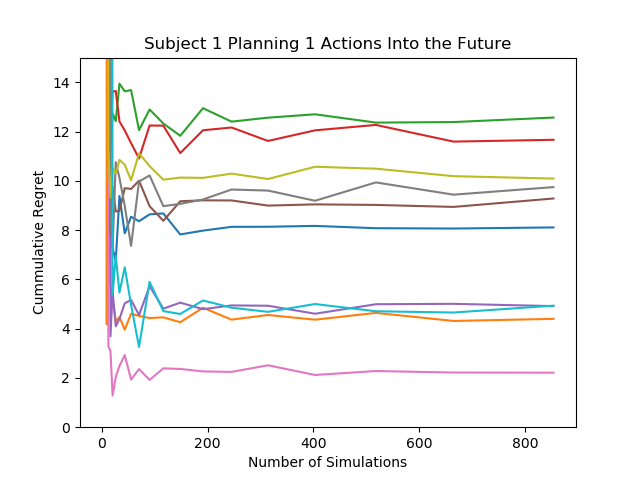 Subject 1 Planning 1 Actions Into the Future
14
12
10
8
6
4
2
0
Cummulative Regret
0 200 400 600 800
Number of Simulations